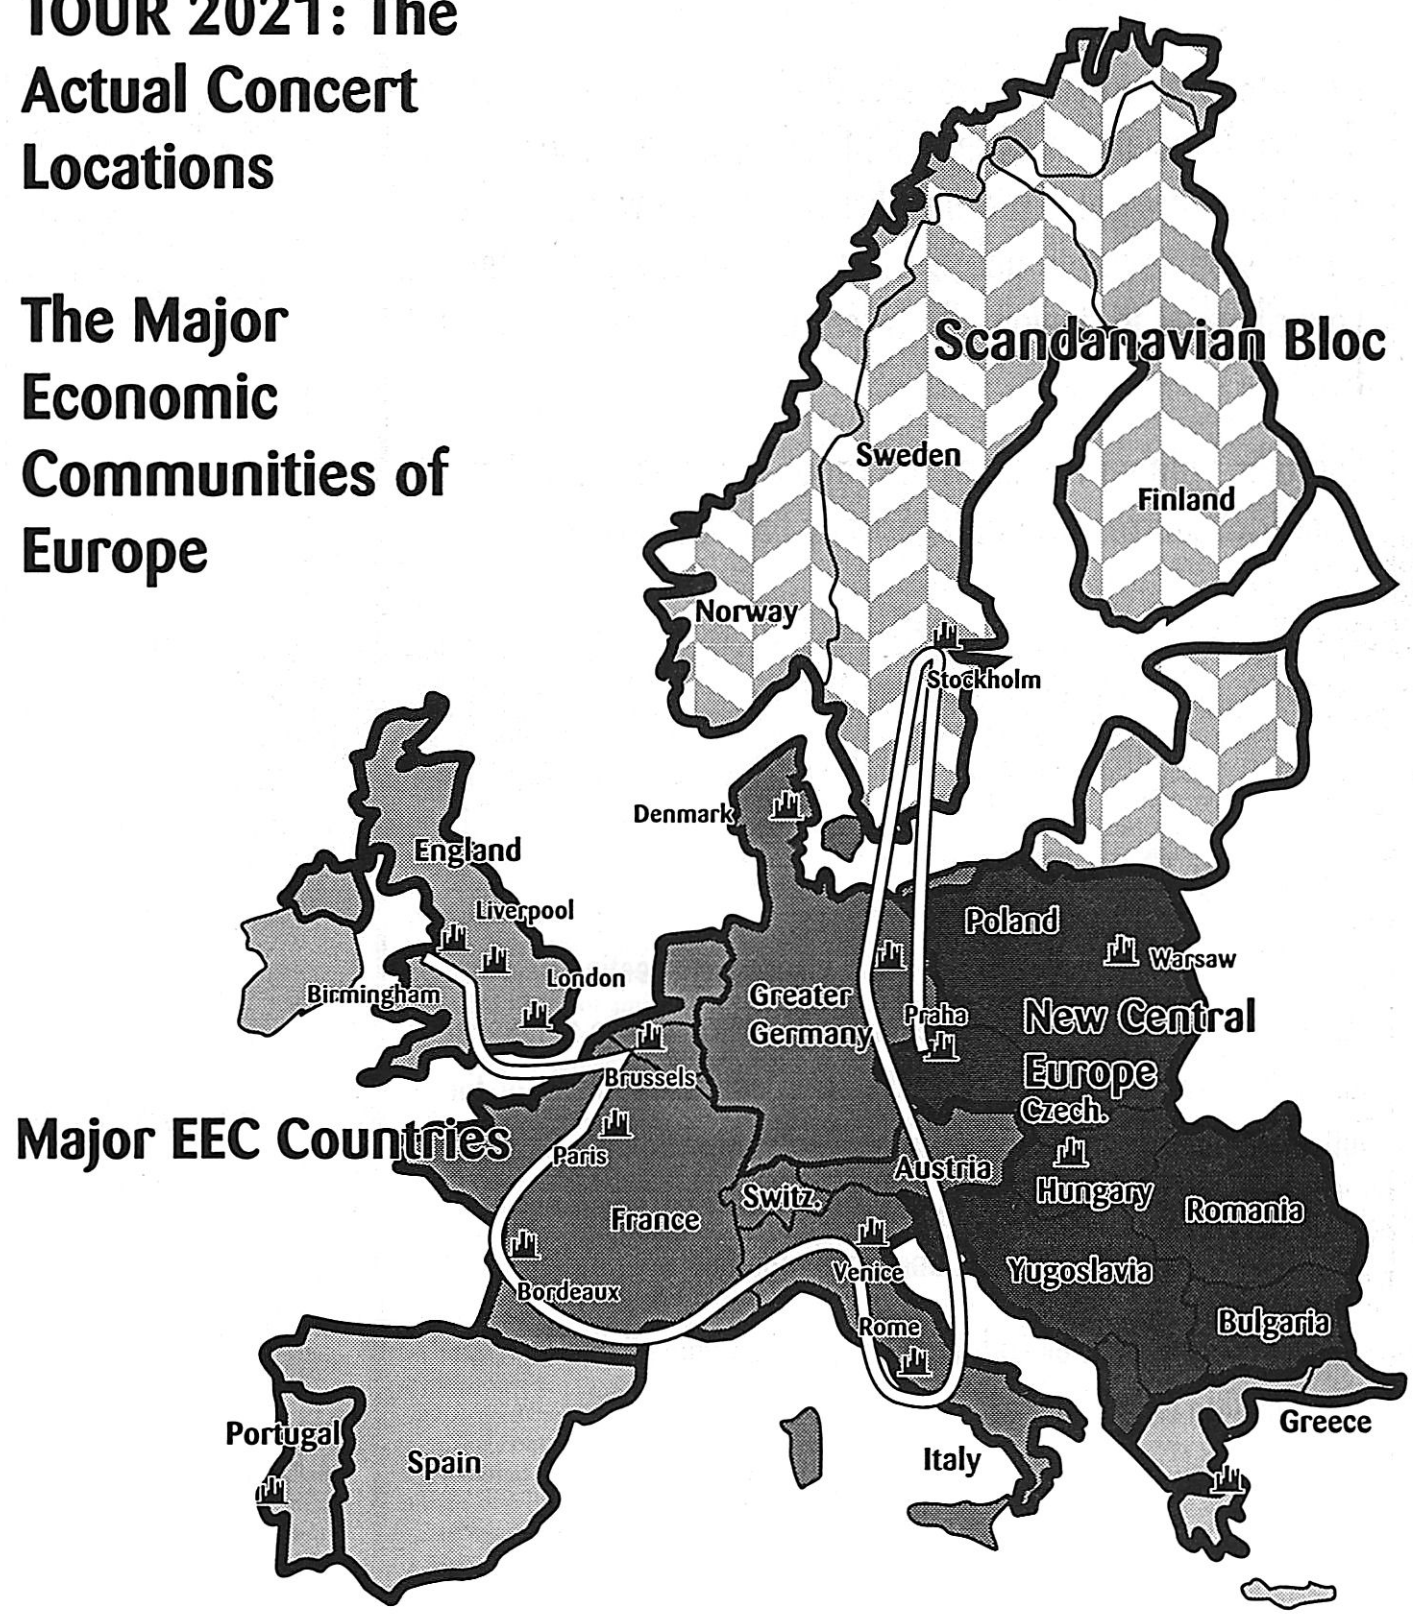 TOUR 2021: The
Actual Concert
Locations
The Major
Economic
Communities of
Europe
Scandanavian Bloc
Sweden
Finland
Norway
Stockholm
Denmark
England
Liverpool
London
Birmingham
Poland
Warsaw
Greater
Germany
Praha
New Central
Europe
Czech.
Brussels
Major EEC Countries
Paris
Austria
Switz.
Hungary
France
Romania
Venice
Yugoslavia
Bordeaux
Rome
Bulgaria
Portugal
Spain
Italy
Greece